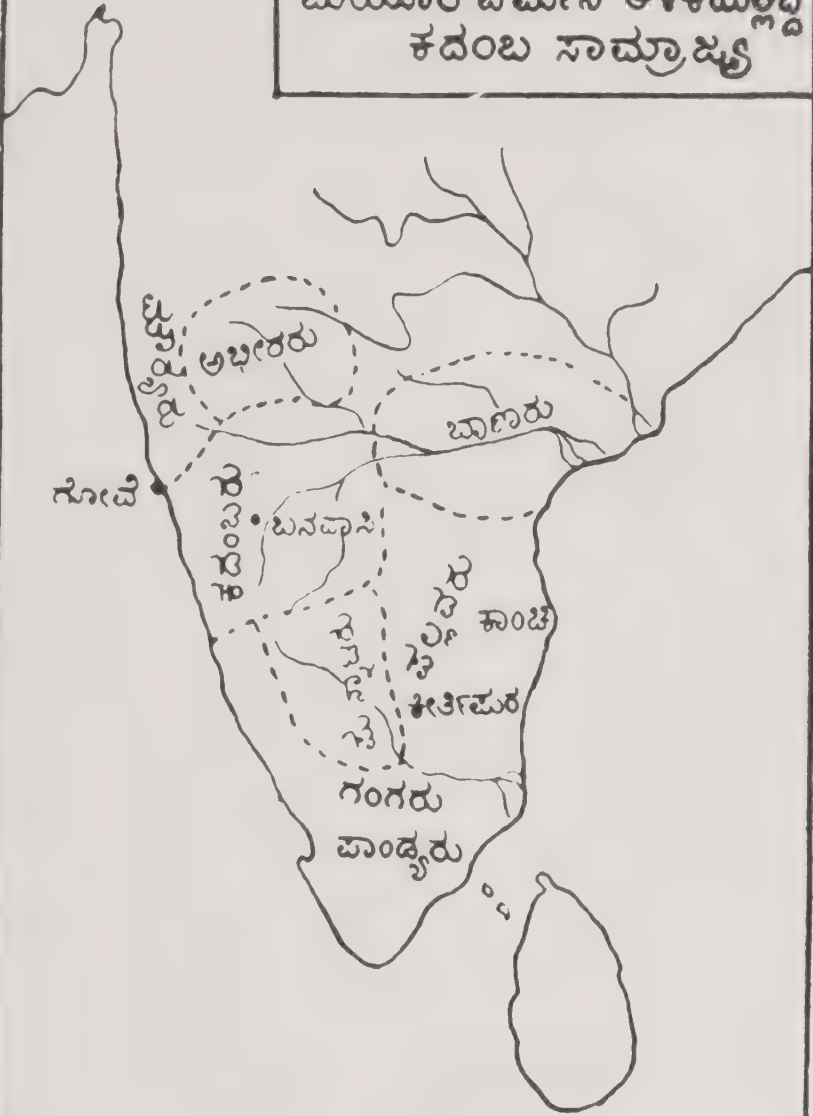 ಕದಂಬ ಸಾಮ್ರಾಜ್ಯ
ಅಭೀರರು
ಬಾಣರು
ಗೋವೆ
ಕದಂಬರು
ಬನವಾಸಿ
ಪಲ್ಲವರು
ಕಾಂಚಿ
ಕೀರ್ತಿಪುರ
ಗಂಗರು
ಪಾಂಡ್ಯರು